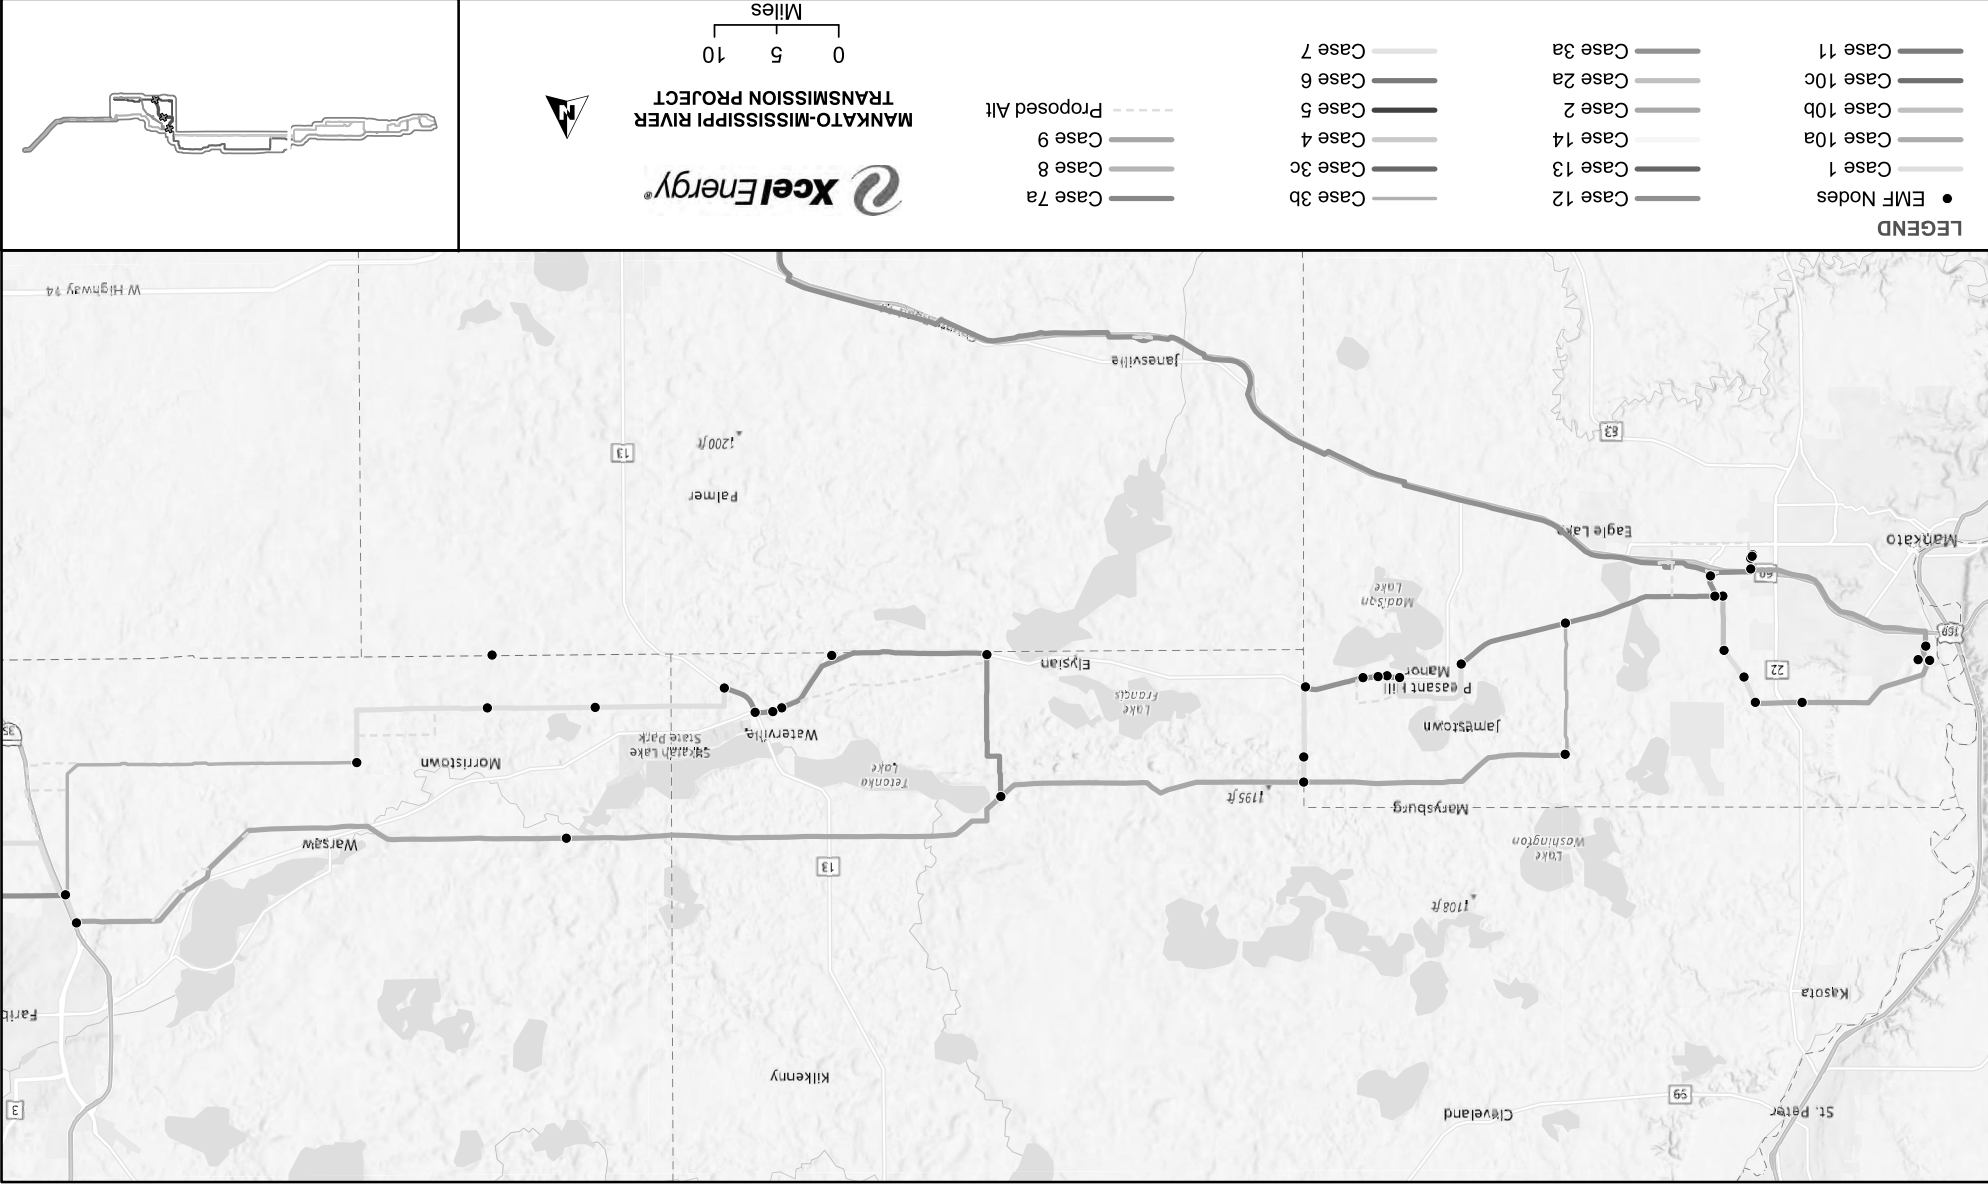 St. Peter
99
Cleveland
3
Kilkenny
Farib
Kasota
1108 ft
13
Lake
Washington
Warsaw
Marysburg
1195 ft
Tetonka
Lake
Morristown
Sakatah Lake
State Park
Waterville
Jamestown
Lake
Francis
35
Pleasant Hill
Manor
22
Elysian
169
Madison
Lake
60
Mankato
Eagle Lake
Palmer
1200 ft
13
83
Janesville
W Highway 14
LEGEND
EMF Nodes
Case 1
Case 10a
Case 10b
Case 10c
Case 11
Case 12
Case 13
Case 14
Case 2
Case 2a
Case 3a
Case 3b
Case 3c
Case 4
Case 5
Case 6
Case 7
Case 7a
Case 8
Case 9
Proposed Alt
Xcel Energy®
MANKATO-MISSISSIPPI RIVER
TRANSMISSION PROJECT
N
0 5 10
Miles